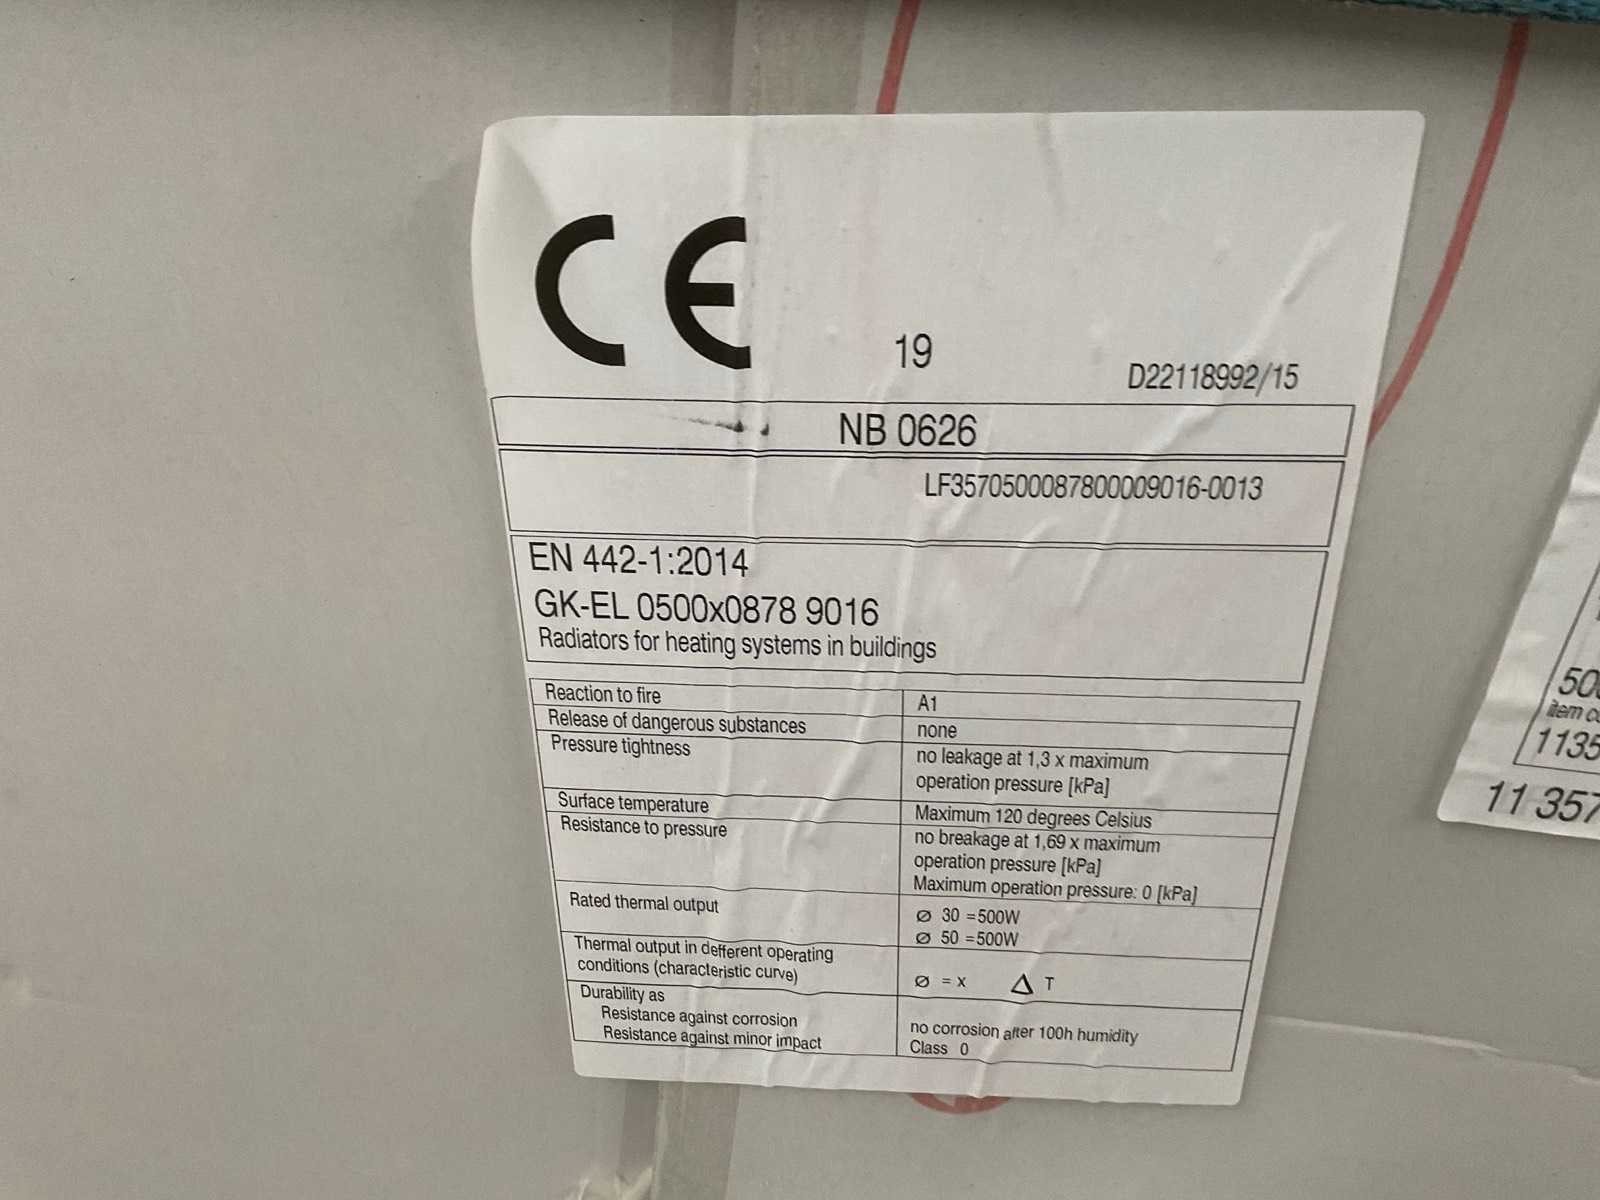 CE
19
D22118992/15
NB 0626
LF3570500087800009016-0013
EN 442-1:2014
GK-EL 0500x0878 9016
Radiators for heating systems in buildings
Reaction to fire A1
Release of dangerous substances none
Pressure tightness no leakage at 1,3 x maximum
operation pressure [kPa]
Surface temperature Maximum 120 degrees Celsius
Resistance to pressure no breakage at 1,69 x maximum
operation pressure [kPa]
Maximum operation pressure: 0 [kPa]
Rated thermal output ⌀ 30 =500W
⌀ 50 =500W
Thermal output in defferent operating
conditions (characteristic curve) ⌀ = x Δ T
Durability as
Resistance against corrosion no corrosion after 100h humidity
Resistance against minor impact Class 0
item
1135
11 357